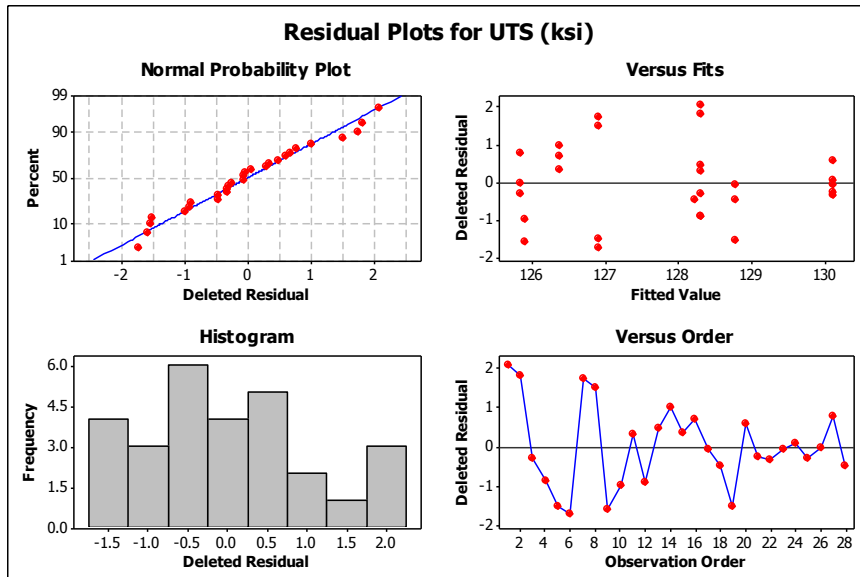 Residual Plots for UTS (ksi)
Normal Probability Plot
99
90
50
10
1
Percent
-2 -1 0 1 2
Deleted Residual
Versus Fits
2
1
0
-1
-2
Deleted Residual
126 127 128 129 130
Fitted Value
Histogram
6.0
4.5
3.0
1.5
0.0
Frequency
-1.5 -1.0 -0.5 0.0 0.5 1.0 1.5 2.0
Deleted Residual
Versus Order
2
1
0
-1
-2
Deleted Residual
2 4 6 8 10 12 14 16 18 20 22 24 26 28
Observation Order